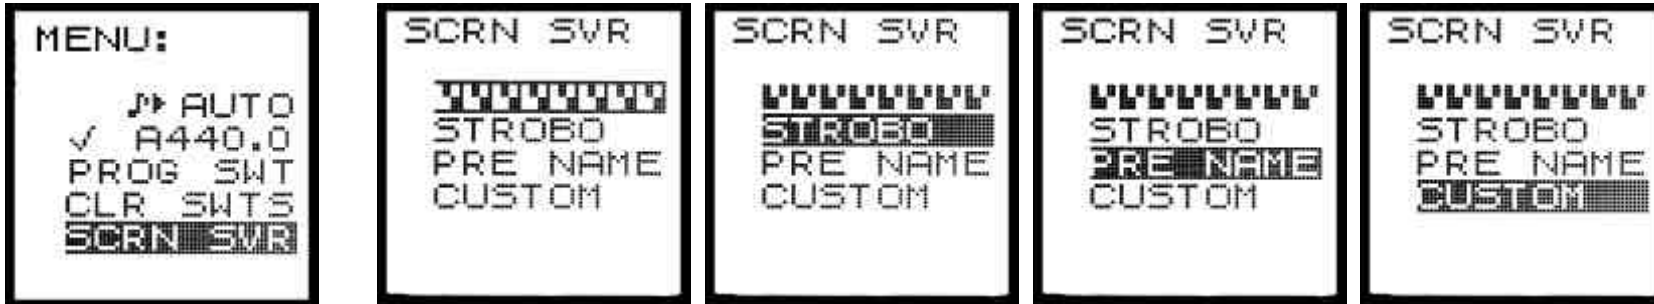 MENU:
♪ AUTO
✓ A440.0
PROG SWT
CLR SWTS
SCRN SVR
SCRN SVR
STROBO
PRE NAME
CUSTOM
SCRN SVR
STROBO
PRE NAME
CUSTOM
SCRN SVR
STROBO
PRE NAME
CUSTOM
SCRN SVR
STROBO
PRE NAME
CUSTOM